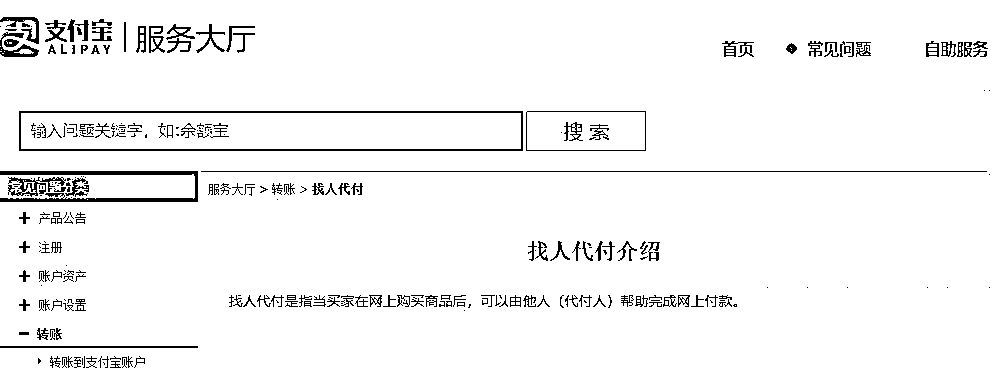 支付宝 ALIPAY 服务大厅
首页 常见问题 自助服务
输入问题关键字，如:余额宝 搜索
常见问题分类
服务大厅 > 转账 > 找人代付
产品公告
注册
找人代付介绍
账户资产
账户设置
找人代付是指当买家在网上购买商品后，可以由他人（代付人）帮助完成网上付款。
转账
转账到支付宝账户